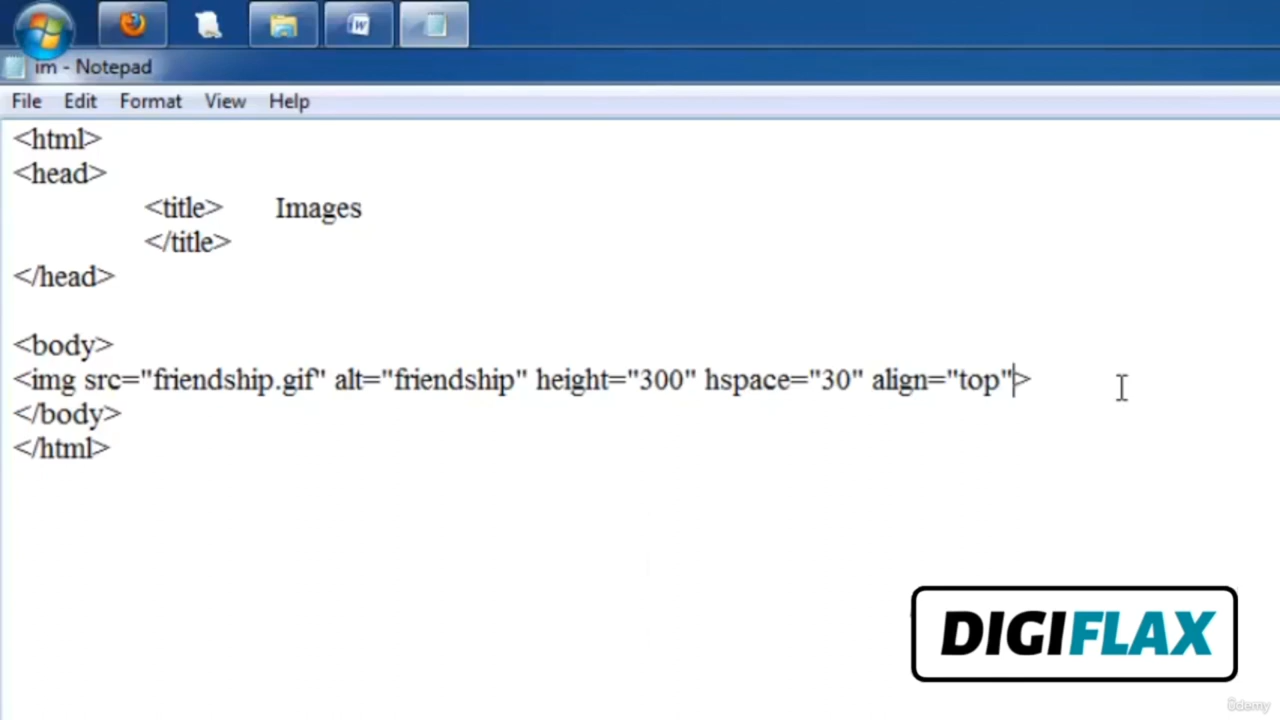 im - Notepad
File Edit Format View Help
<html>
<head>
<title> Images
</title>
</head>
<body>
<img src="friendship.gif" alt="friendship" height="300" hspace="30" align="top">
</body>
</html>
DIGIFLAX
ûdemy